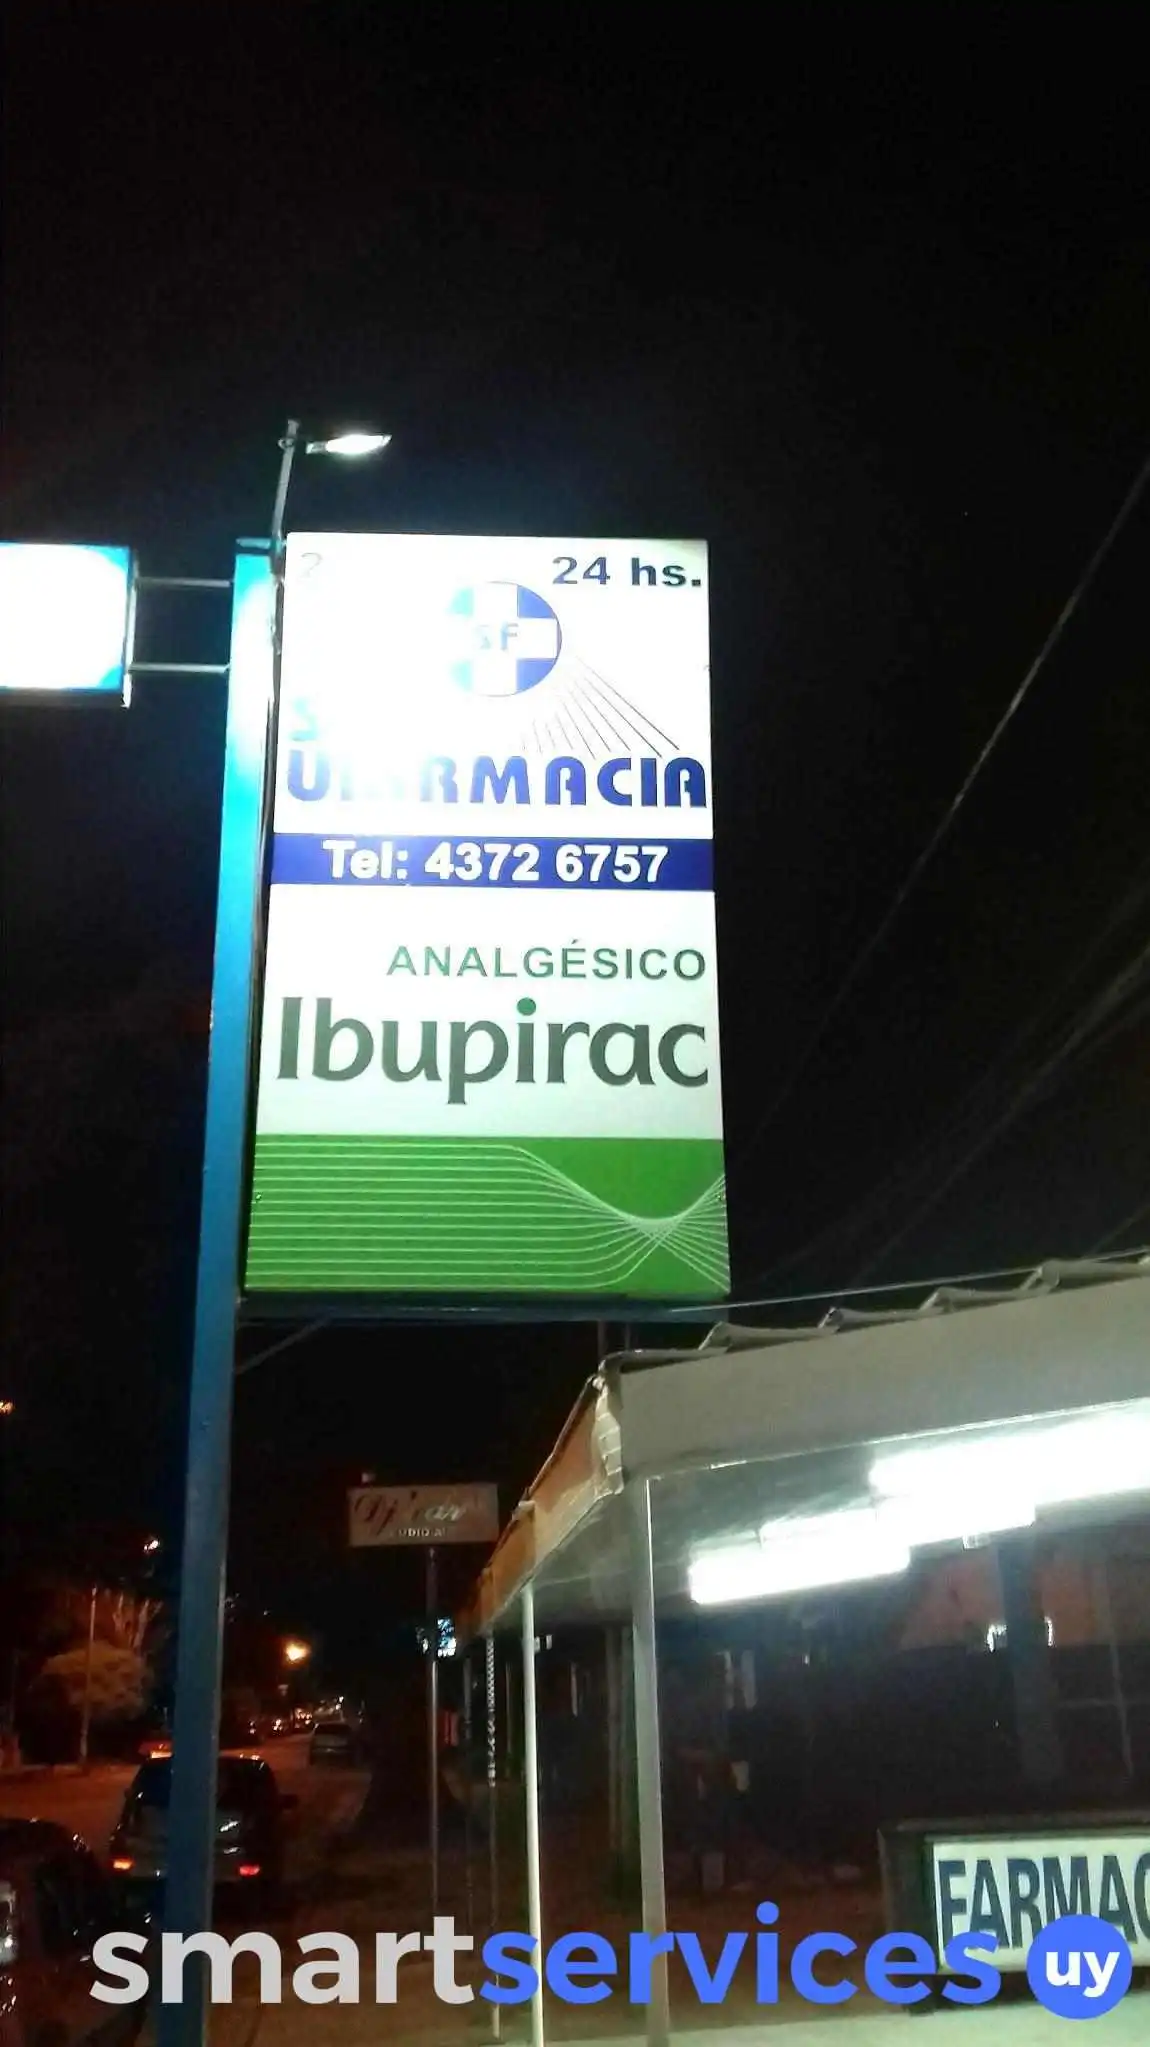 24 hs.
SF
Tel: 4372 6757
ANALGÉSICO
Ibupirac
FARMAC
smartservices uy